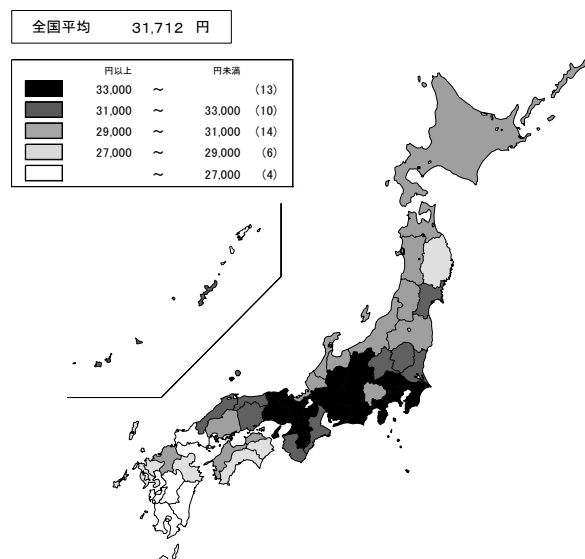 全国平均 31,712 円
円以上 円未満
33,000 ～ (13)
31,000 ～ 33,000 (10)
29,000 ～ 31,000 (14)
27,000 ～ 29,000 (6)
～ 27,000 (4)